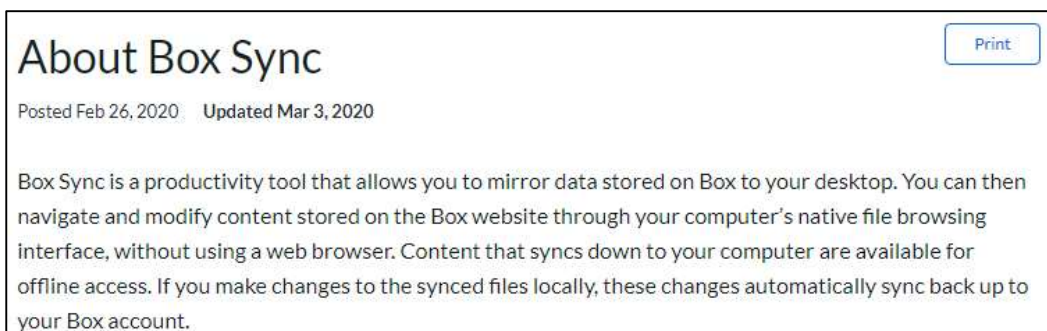 About Box Sync
Print
Posted Feb 26, 2020 Updated Mar 3, 2020
Box Sync is a productivity tool that allows you to mirror data stored on Box to your desktop. You can then
navigate and modify content stored on the Box website through your computer’s native file browsing
interface, without using a web browser. Content that syncs down to your computer are available for
offline access. If you make changes to the synced files locally, these changes automatically sync back up to
your Box account.